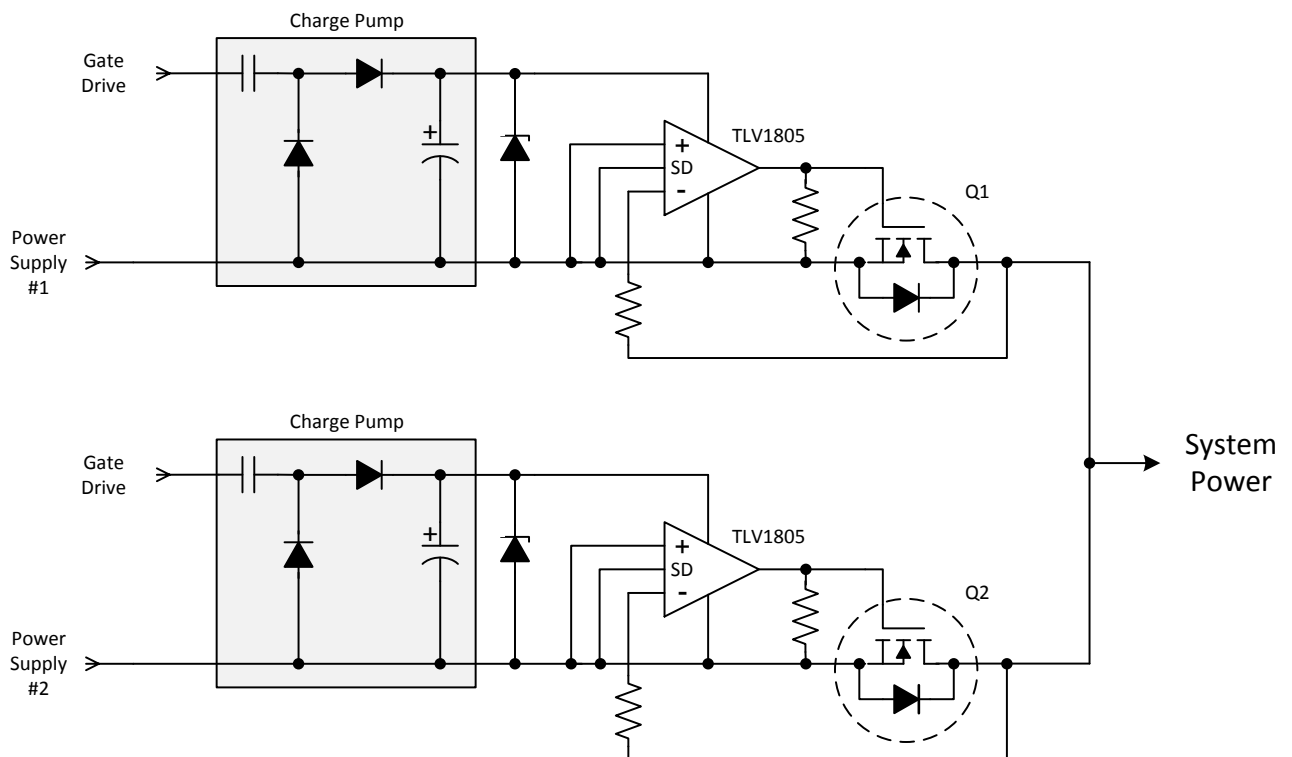 Charge Pump
Gate
Drive
+
TLV1805
+
SD
-
Q1
Power
Supply
#1
Charge Pump
Gate
Drive
+
TLV1805
+
SD
-
Q2
System
Power
Power
Supply
#2